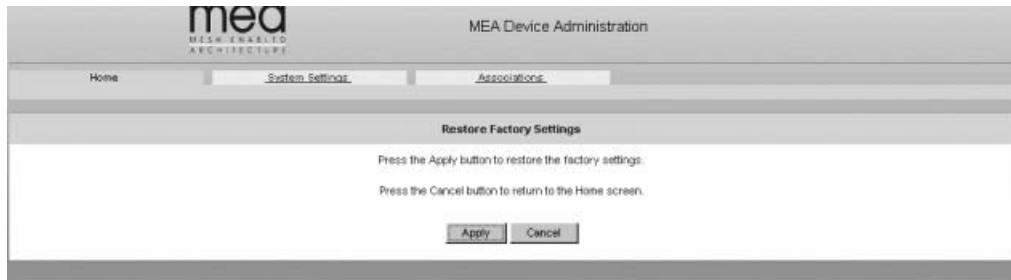 mea
MESH ENABLED
ARCHITECTURE
MEA Device Administration
Home System Settings Associations
Restore Factory Settings
Press the Apply button to restore the factory settings.
Press the Cancel button to return to the Home screen.
Apply Cancel